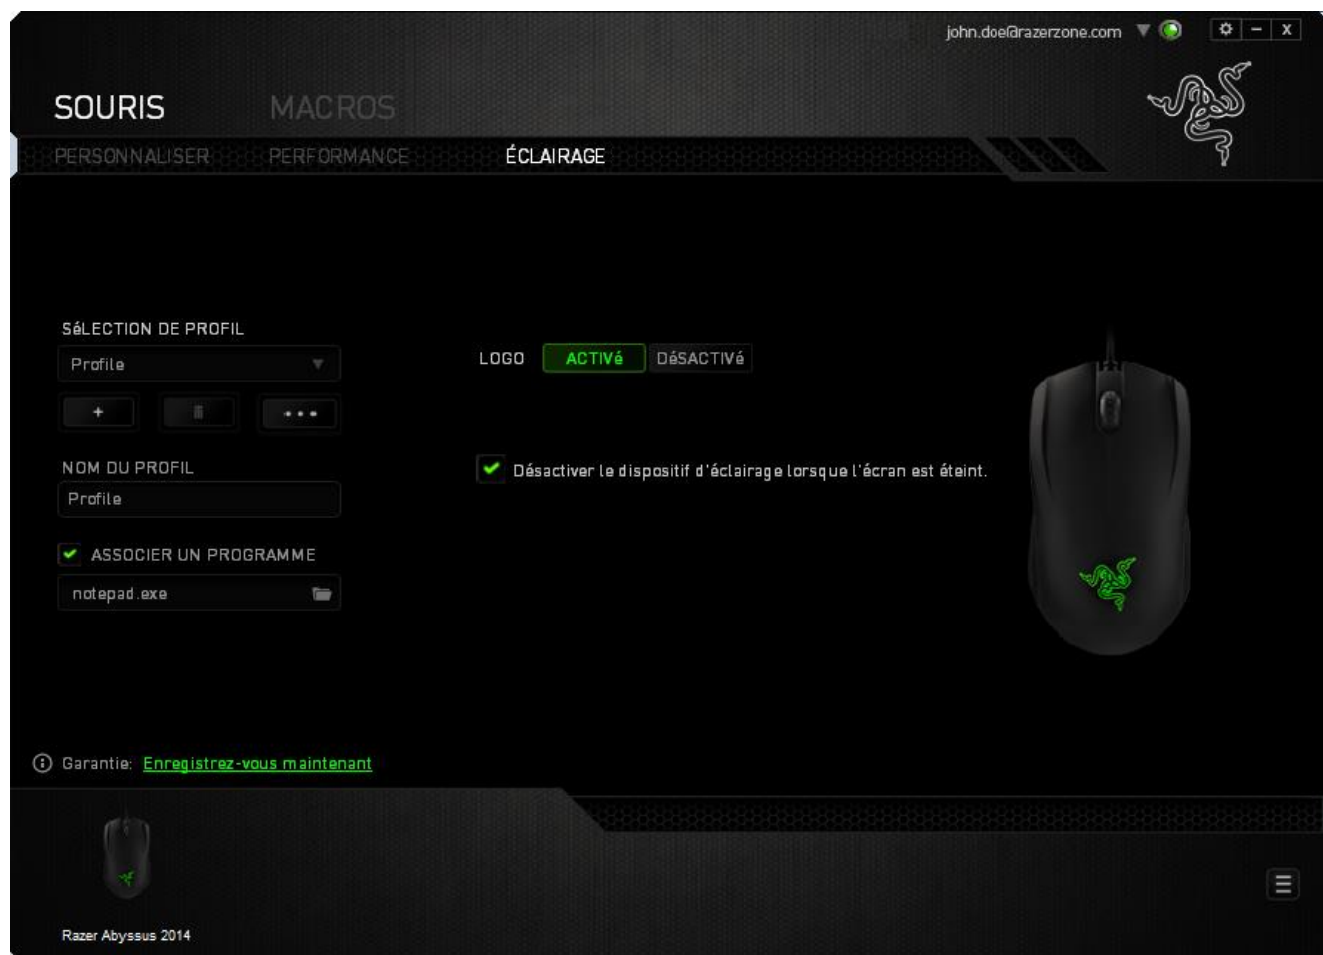 john.doe@razerzone.com
SOURIS
MACROS
PERSONNALISER
PERFORMANCE
ÉCLAIRAGE
SéLECTION DE PROFIL
Profile
NOM DU PROFIL
Profile
ASSOCIER UN PROGRAMME
notepad.exe
LOGO ACTIVé DéSACTIVé
Désactiver le dispositif d'éclairage lorsque l'écran est éteint.
Garantie: Enregistrez-vous maintenant
Razer Abyssus 2014